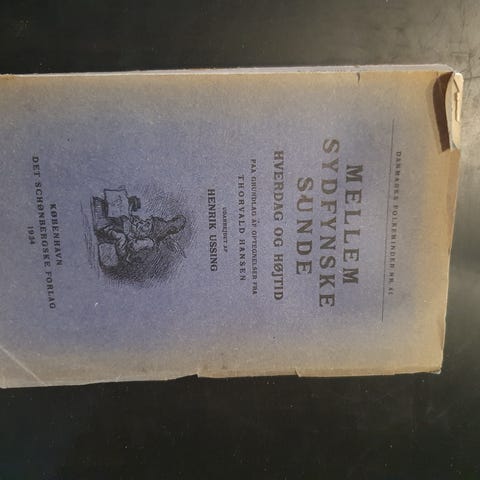 DANMARKS FOLKEMINDER NR. 41
MELLEM
SYDFYNSKE
SUNDE
HVERDAG OG HØJTID
PAA GRUNDLAG AF OPTEGNELSER FRA
THORVALD HANSEN
UDARBEJDET AF
HENRIK USSING
KØBENHAVN
DET SCHØNBERGSKE FORLAG
1934